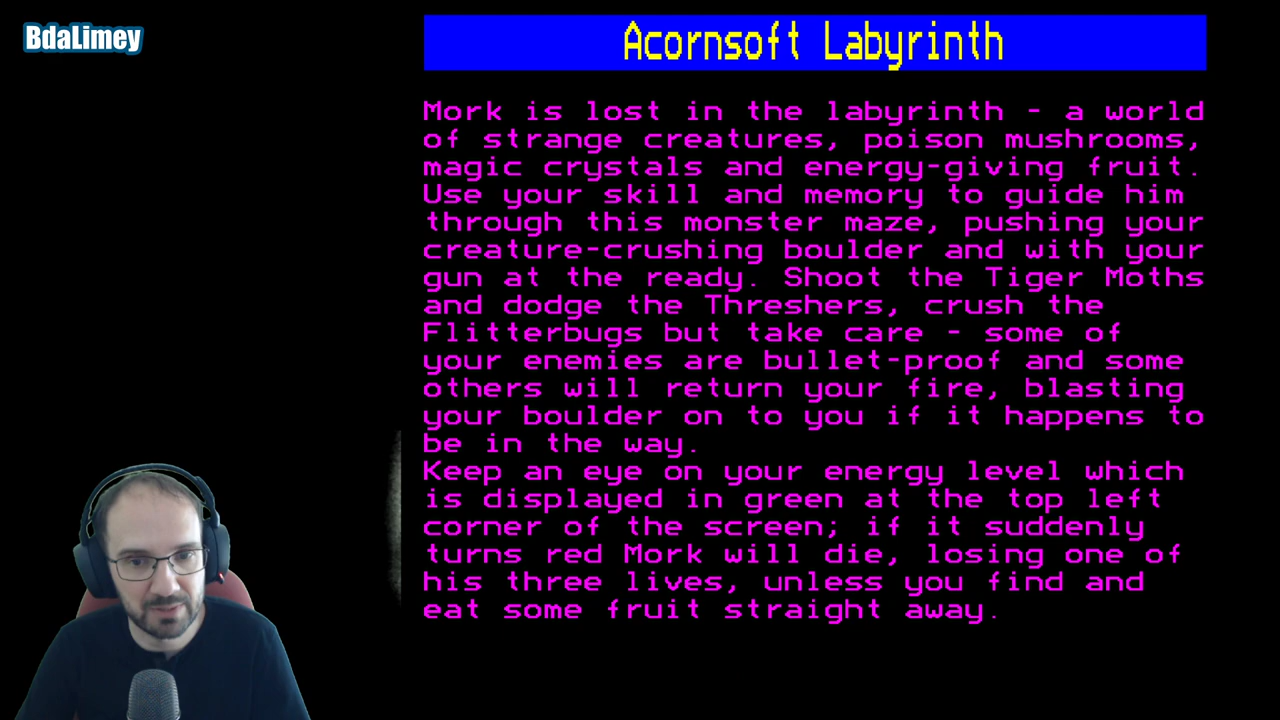 BdaLimey
Acornsoft Labyrinth
Mork is lost in the labyrinth - a world
of strange creatures, poison mushrooms,
magic crystals and energy-giving fruit.
Use your skill and memory to guide him
through this monster maze, pushing your
creature-crushing boulder and with your
gun at the ready. Shoot the Tiger Moths
and dodge the Threshers, crush the
Flitterbugs but take care - some of
your enemies are bullet-proof and some
others will return your fire, blasting
your boulder on to you if it happens to
be in the way.
Keep an eye on your energy level which
is displayed in green at the top left
corner of the screen; if it suddenly
turns red Mork will die, losing one of
his three lives, unless you find and
eat some fruit straight away.